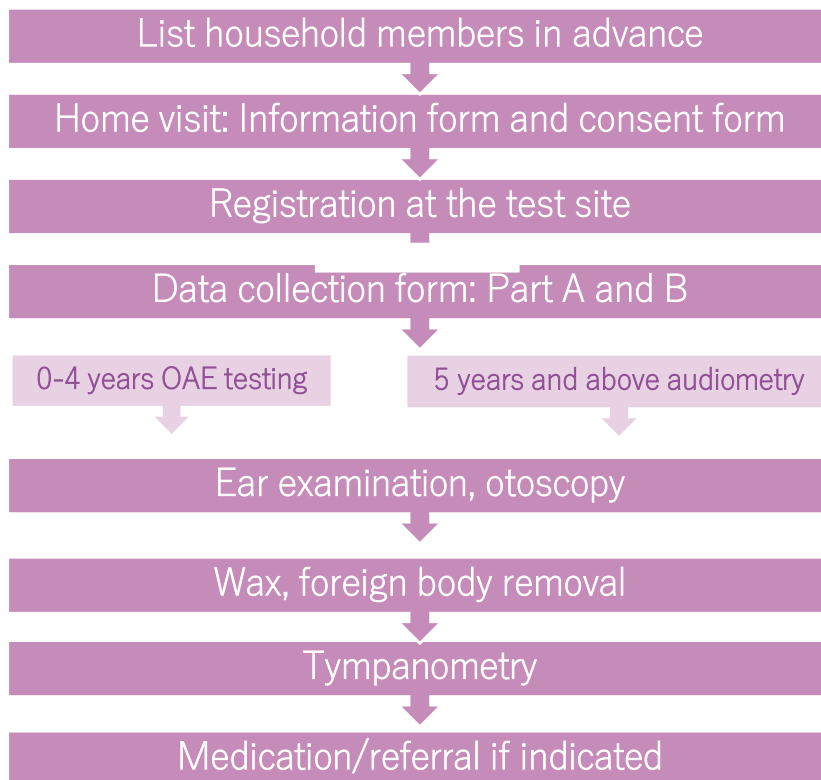 List household members in advance
Home visit: Information form and consent form
Registration at the test site
Data collection form: Part A and B
0-4 years OAE testing
5 years and above audiometry
Ear examination, otoscopy
Wax, foreign body removal
Tympanometry
Medication/referral if indicated